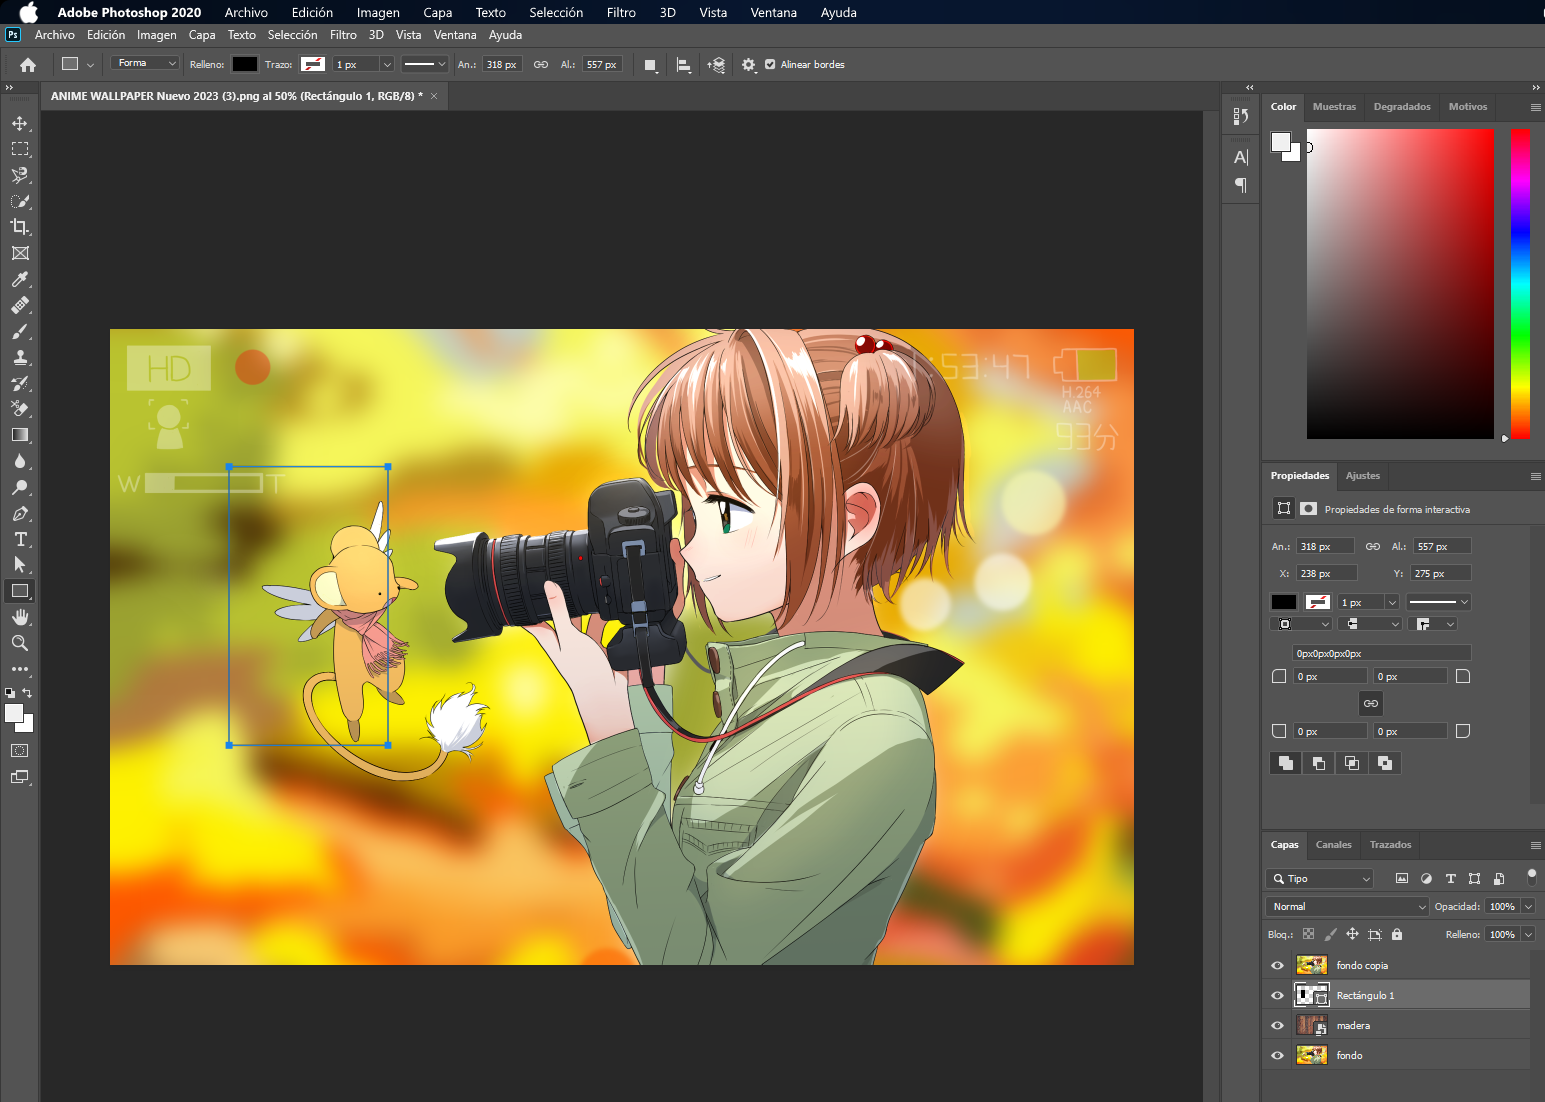 Adobe Photoshop 2020 Archivo Edición Imagen Capa Texto Selección Filtro 3D Vista Ventana Ayuda
Ps Archivo Edición Imagen Capa Texto Selección Filtro 3D Vista Ventana Ayuda
Forma Relleno: Trazo: 1 px An.: 318 px Al.: 557 px Alinear bordes
ANIME WALLPAPER Nuevo 2023 (3).png al 50% (Rectángulo 1, RGB/8) * ×
Color Muestras Degradados Motivos
HD
:53:47
H.264
AAC
93分
W T
Propiedades Ajustes
Propiedades de forma interactiva
An.: 318 px Al.: 557 px
X: 238 px Y: 275 px
1 px
0px0px0px0px
0 px 0 px
0 px 0 px
Capas Canales Trazados
Tipo
Normal Opacidad: 100%
Bloq.: Relleno: 100%
fondo copia
Rectángulo 1
madera
fondo